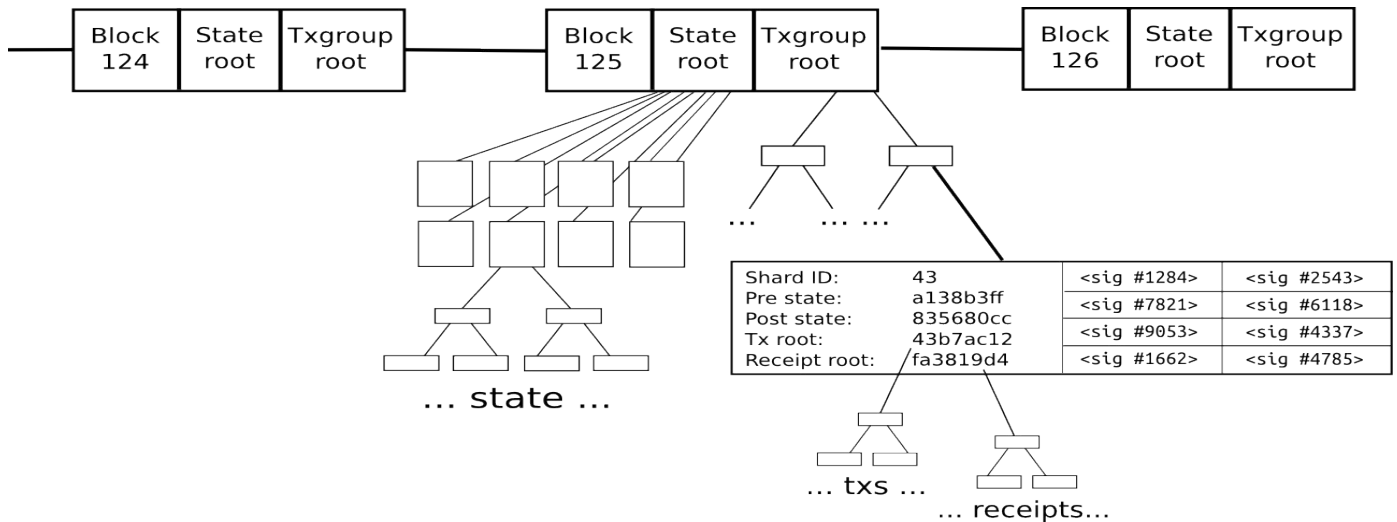 Block 124
State root
Txgroup root
Block 125
State root
Txgroup root
Block 126
State root
Txgroup root
...
... ...
Shard ID: 43
Pre state: a138b3ff
Post state: 835680cc
Tx root: 43b7ac12
Receipt root: fa3819d4
<sig #1284> <sig #2543>
<sig #7821> <sig #6118>
<sig #9053> <sig #4337>
<sig #1662> <sig #4785>
... state ...
... txs ...
... receipts...